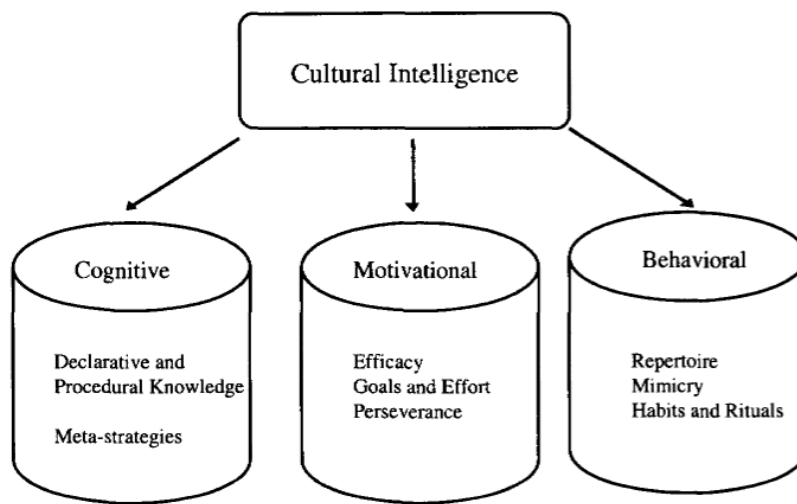 Cultural Intelligence
Cognitive
Declarative and
Procedural Knowledge
Meta-strategies
Motivational
Efficacy
Goals and Effort
Perseverance
Behavioral
Repertoire
Mimicry
Habits and Rituals